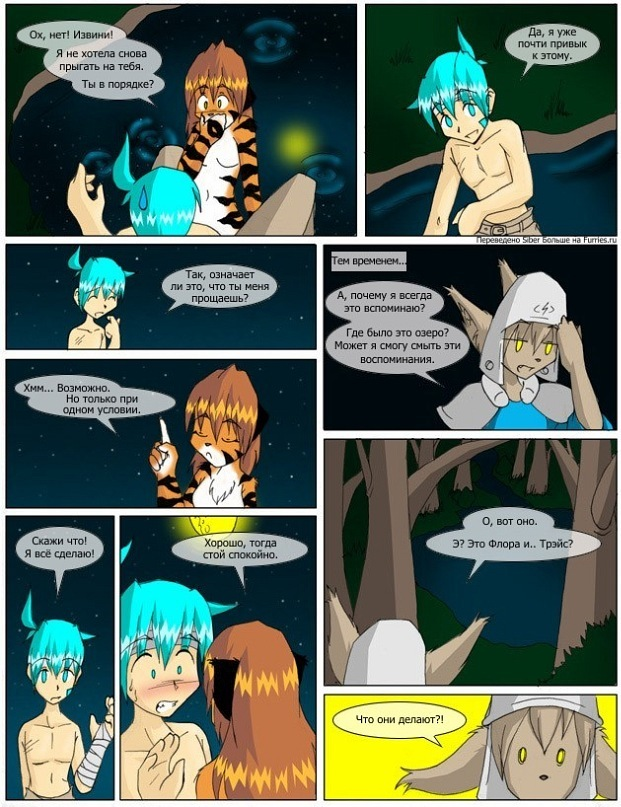 Ох, нет! Извини!
Я не хотела снова
прыгать на тебя.
Ты в порядке?
Да, я уже
почти привык
к этому.
Переведено Siber Больше на Furries.ru
Так, означает
ли это, что ты меня
прощаешь?
Хмм... Возможно.
Но только при
одном условии.
Скажи что!
Я всё сделаю!
Хорошо, тогда
стой спокойно.
Тем временем...
А, почему я всегда
это вспоминаю?
Где было это озеро?
Может я смогу смыть эти
воспоминания.
О, вот оно.
Э? Это Флора и.. Трэйс?
Что они делают?!